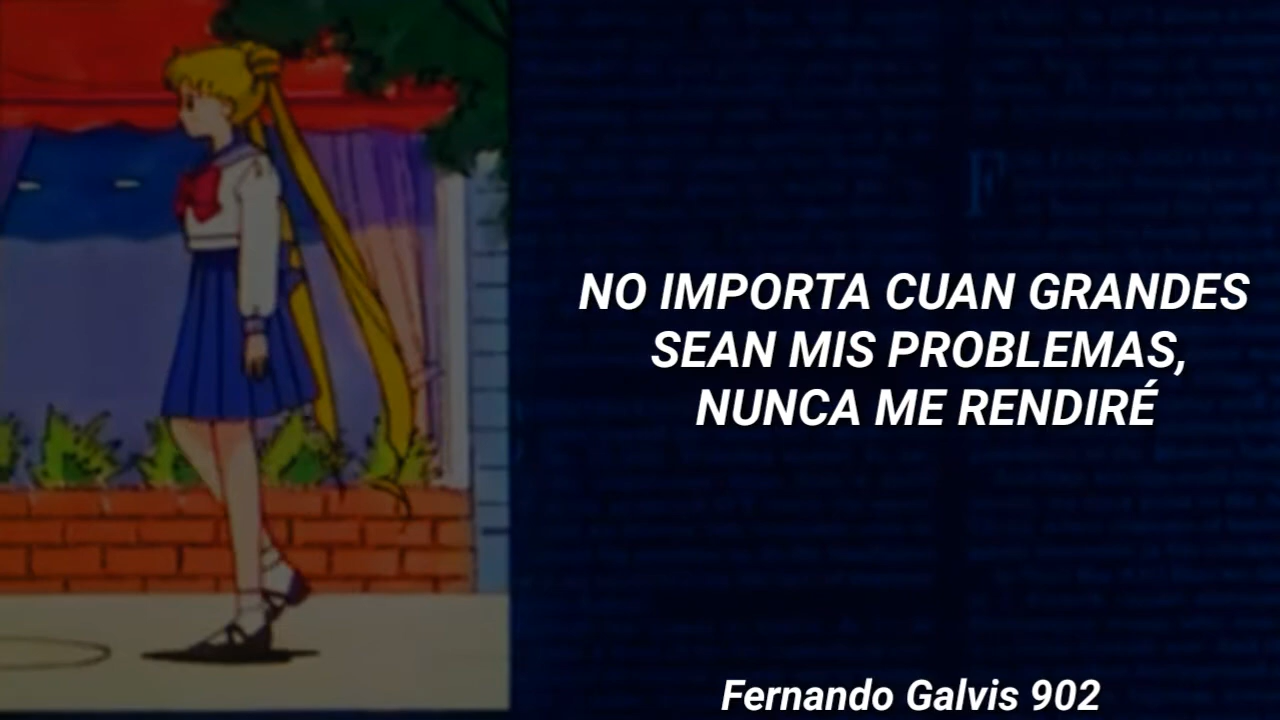 NO IMPORTA CUAN GRANDES
SEAN MIS PROBLEMAS,
NUNCA ME RENDIRÉ
Fernando Galvis 902